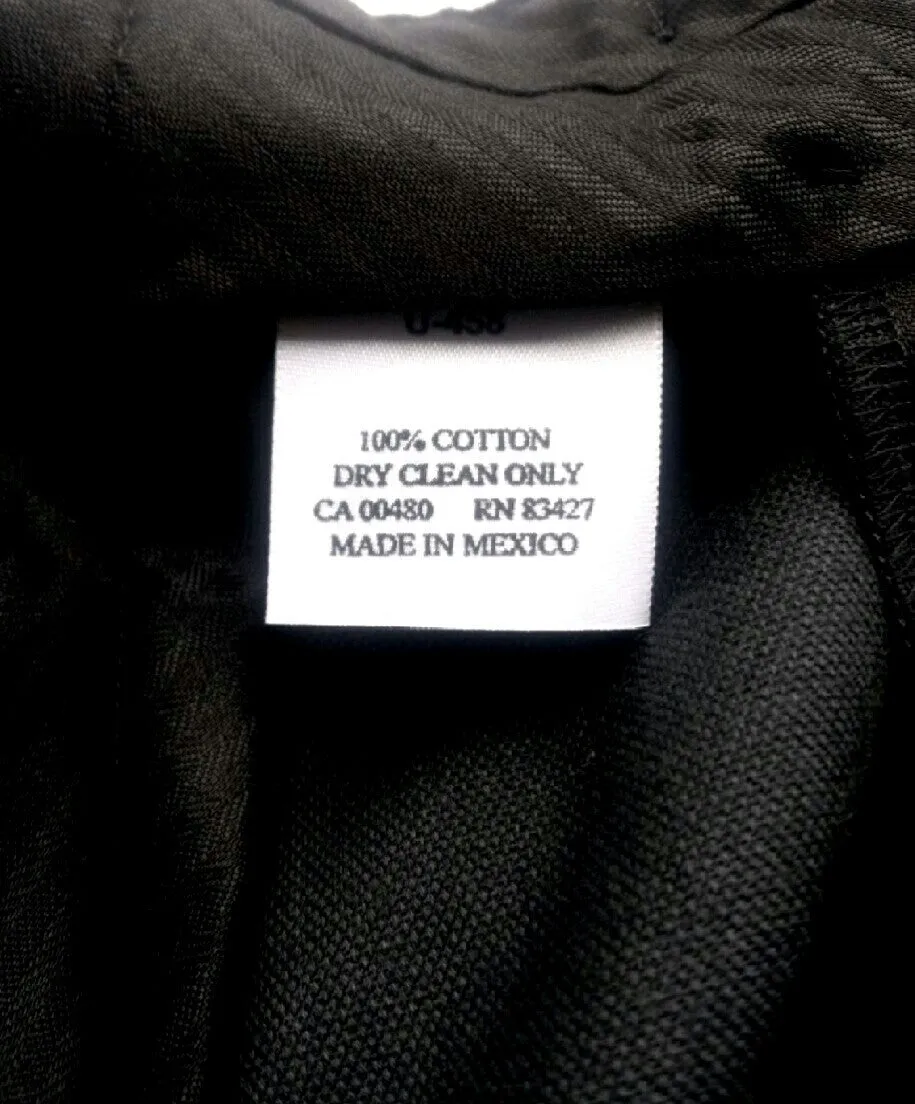 100% COTTON
DRY CLEAN ONLY
CA 00480 RN 83427
MADE IN MEXICO